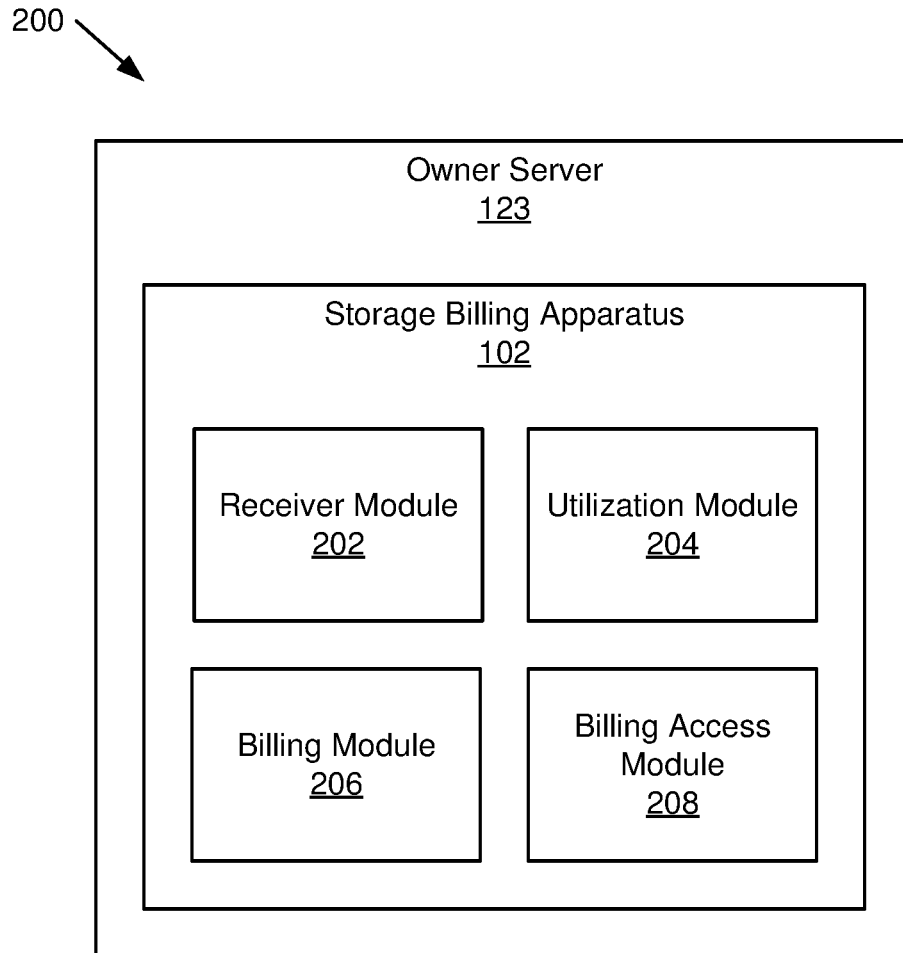 200
Owner Server
123
Storage Billing Apparatus
102
Receiver Module
202
Utilization Module
204
Billing Module
206
Billing Access
Module
208